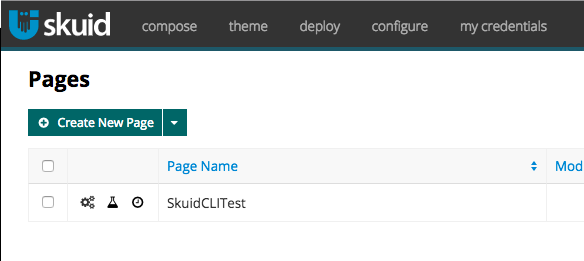 skuid compose theme deploy configure my credentials
Pages
Create New Page
Page Name Mod
SkuidCLITest